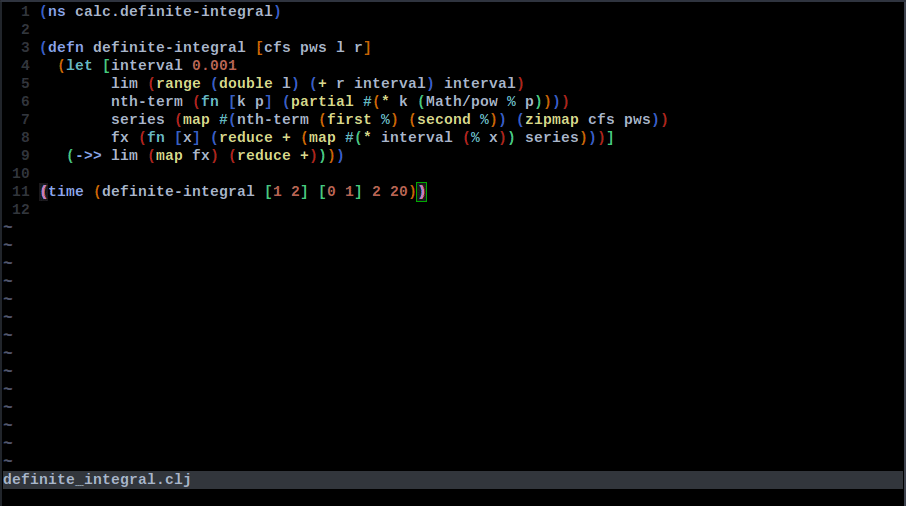 1 (ns calc.definite-integral)
2
3 (defn definite-integral [cfs pws l r]
4   (let [interval 0.001
5         lim (range (double l) (+ r interval) interval)
6         nth-term (fn [k p] (partial #(* k (Math/pow % p))))
7         series (map #(nth-term (first %) (second %)) (zipmap cfs pws))
8         fx (fn [x] (reduce + (map #(* interval (% x)) series)))]
9    (->> lim (map fx) (reduce +))))
10
11 (time (definite-integral [1 2] [0 1] 2 20))
12
~
~
~
~
~
~
~
~
~
~
~
~
~
~
definite_integral.clj